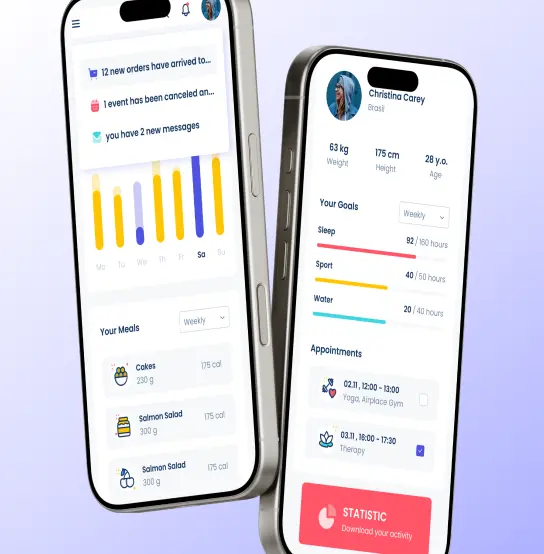 12 new orders have arrived to...
1 event has been canceled an...
you have 2 new messages
Mo Tu We Th Fr Sa Su
Your Meals
Weekly
Cakes
230 g
175 cal
Salmon Salad
300 g
175 cal
Salmon Salad
300 g
175 cal
Christina Carey
Brasil
63 kg
Weight
175 cm
Height
28 y.o.
Age
Your Goals
Weekly
Sleep
92 / 160 hours
Sport
40 / 50 hours
Water
20 / 40 hours
Appointments
02.11 , 12:00 - 13:00
Yoga, Airplace Gym
03.11 , 16:00 - 17:30
Therapy
STATISTIC
Download your activity